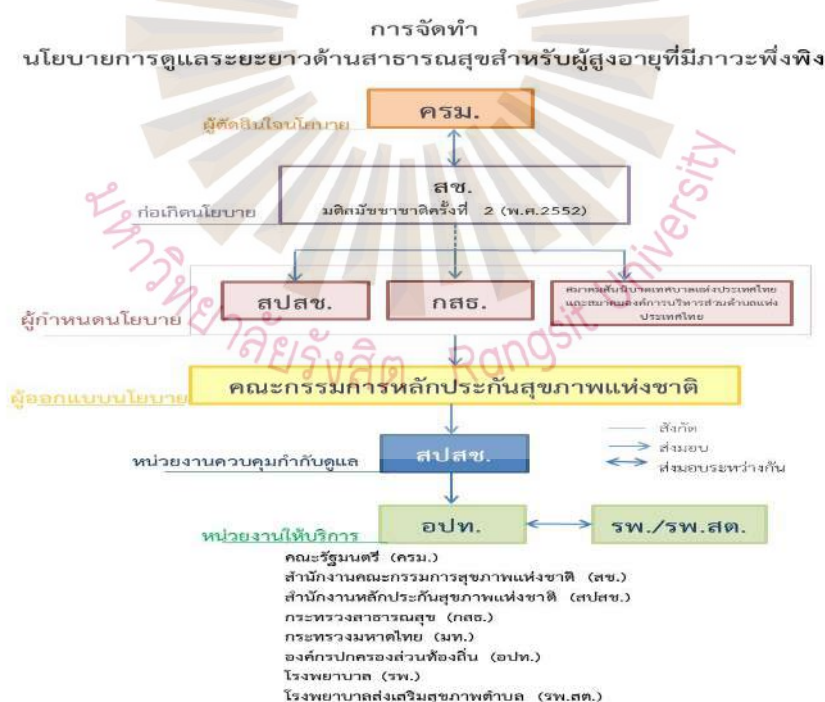 การจัดทำ
นโยบายการดูแลระยะยาวด้านสาธารณสุขสำหรับผู้สูงอายุที่มีภาวะพึ่งพิง
ผู้ตัดสินใจนโยบาย
ครม.
ก่อเกิดนโยบาย
สช.
มติสมัชชาชาติครั้งที่ 2 (พ.ศ.2552)
ผู้กำหนดนโยบาย
สปสช.
กสธ.
สมาคมสันนิบาตเทศบาลแห่งประเทศไทย
และสมาคมองค์การบริหารส่วนตำบลแห่ง
ประเทศไทย
มหาวิทยาลัยรังสิต Rangsit University
ผู้ออกแบบนโยบาย
คณะกรรมการหลักประกันสุขภาพแห่งชาติ
หน่วยงานควบคุมกำกับดูแล
สปสช.
สังกัด
ส่งมอบ
ส่งมอบระหว่างกัน
หน่วยงานให้บริการ
อปท.
รพ./รพ.สต.
คณะรัฐมนตรี (ครม.)
สำนักงานคณะกรรมการสุขภาพแห่งชาติ (สช.)
สำนักงานหลักประกันสุขภาพแห่งชาติ (สปสช.)
กระทรวงสาธารณสุข (กสธ.)
กระทรวงมหาดไทย (มท.)
องค์กรปกครองส่วนท้องถิ่น (อปท.)
โรงพยาบาล (รพ.)
โรงพยาบาลส่งเสริมสุขภาพตำบล (รพ.สต.)